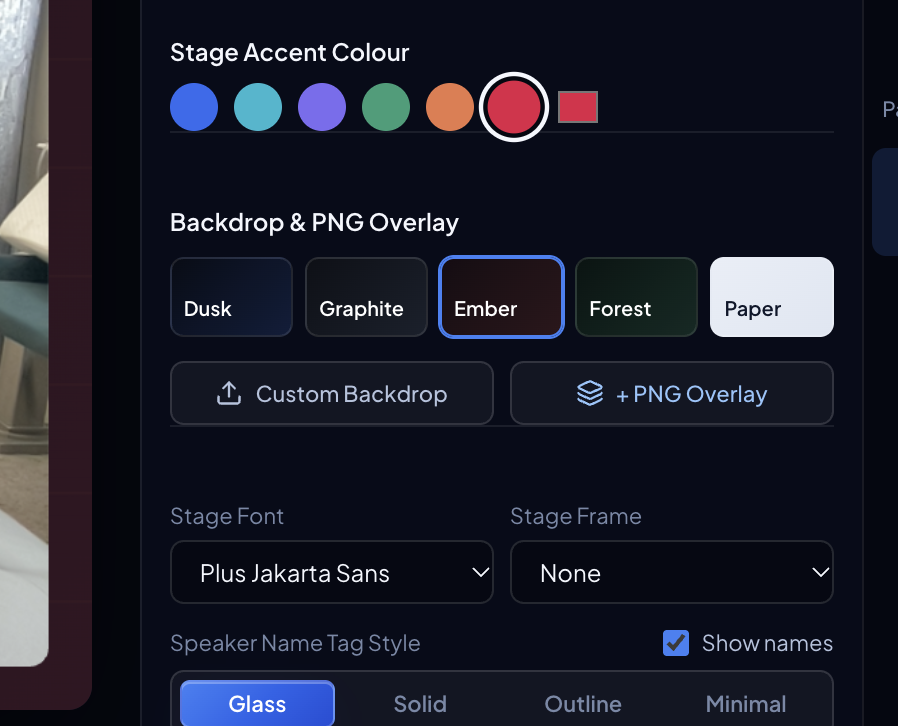 Stage Accent Colour
Backdrop & PNG Overlay
Dusk
Graphite
Ember
Forest
Paper
Custom Backdrop
+ PNG Overlay
Stage Font
Stage Frame
Plus Jakarta Sans
None
Speaker Name Tag Style
Show names
Glass
Solid
Outline
Minimal